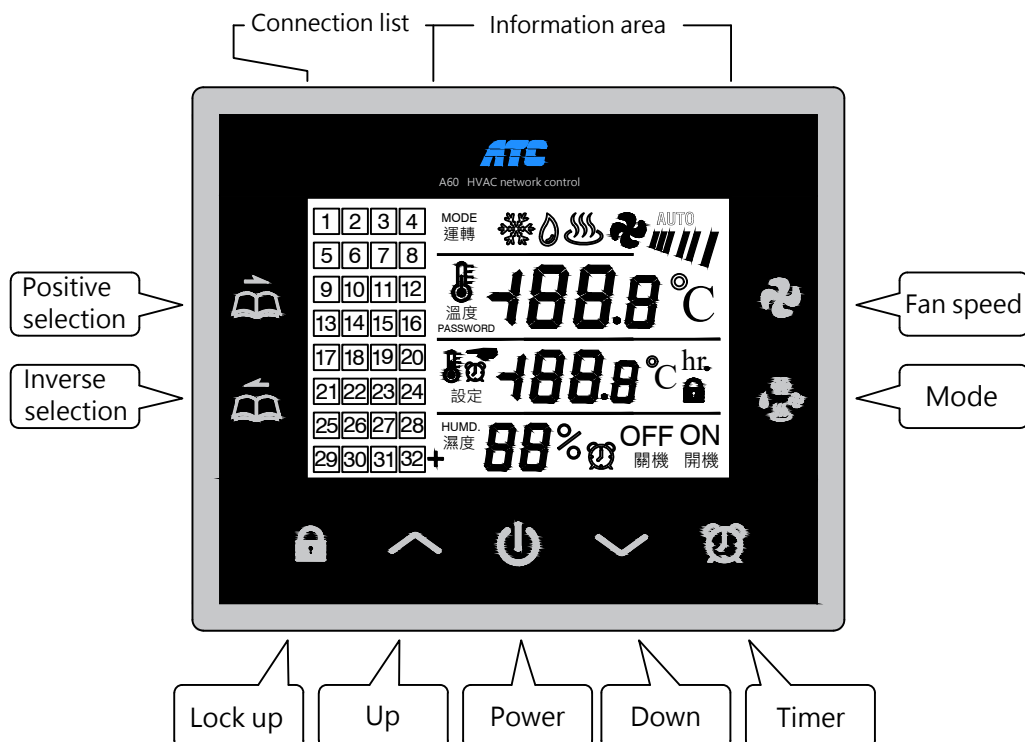 Connection list
Information area
ATC
A60 HVAC network control
1 2 3 4
5 6 7 8
9 10 11 12
13 14 15 16
17 18 19 20
21 22 23 24
25 26 27 28
29 30 31 32+
MODE
運轉
AUTO
溫度
PASSWORD
-188.8 °C
設定
-188.8 °C hr.
HUMD.
濕度
88%
OFF ON
關機 開機
Positive
selection
Inverse
selection
Fan speed
Mode
Lock up
Up
Power
Down
Timer